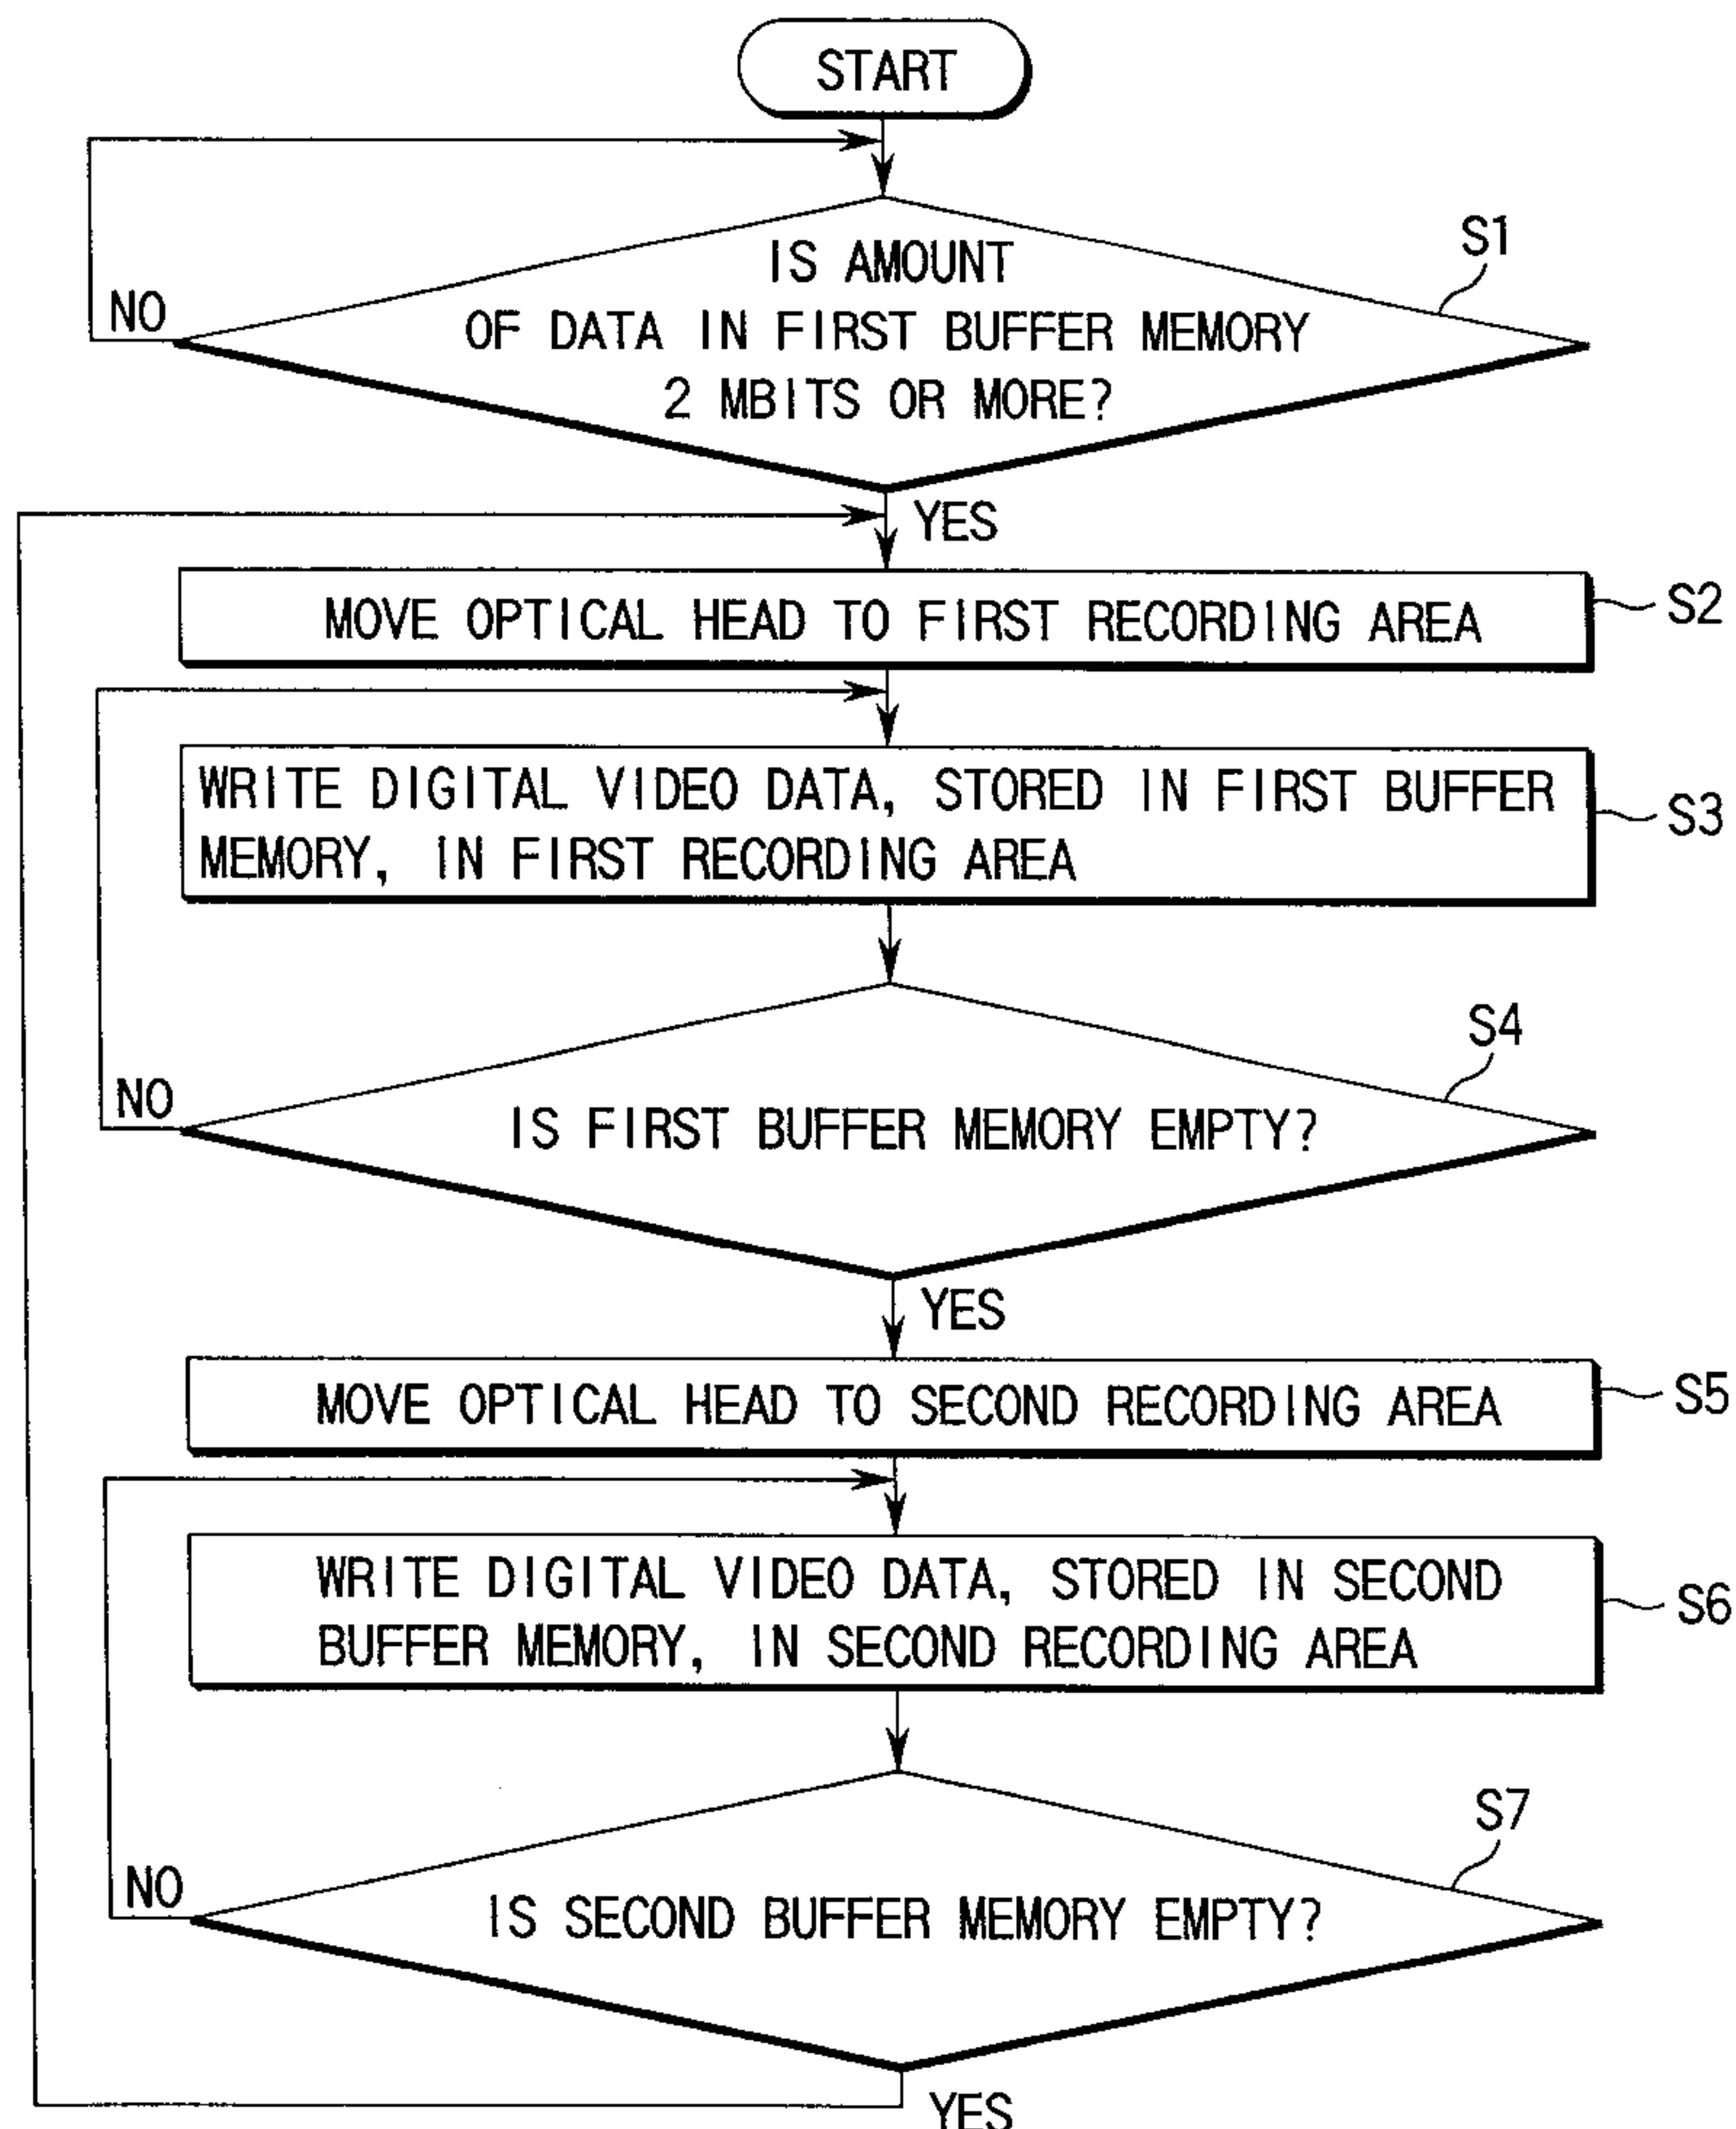 START
IS AMOUNT
OF DATA IN FIRST BUFFER MEMORY
2 MBITS OR MORE?
S1
NO
YES
MOVE OPTICAL HEAD TO FIRST RECORDING AREA
S2
WRITE DIGITAL VIDEO DATA, STORED IN FIRST BUFFER
MEMORY, IN FIRST RECORDING AREA
S3
IS FIRST BUFFER MEMORY EMPTY?
S4
NO
YES
MOVE OPTICAL HEAD TO SECOND RECORDING AREA
S5
WRITE DIGITAL VIDEO DATA, STORED IN SECOND
BUFFER MEMORY, IN SECOND RECORDING AREA
S6
IS SECOND BUFFER MEMORY EMPTY?
S7
NO
YES